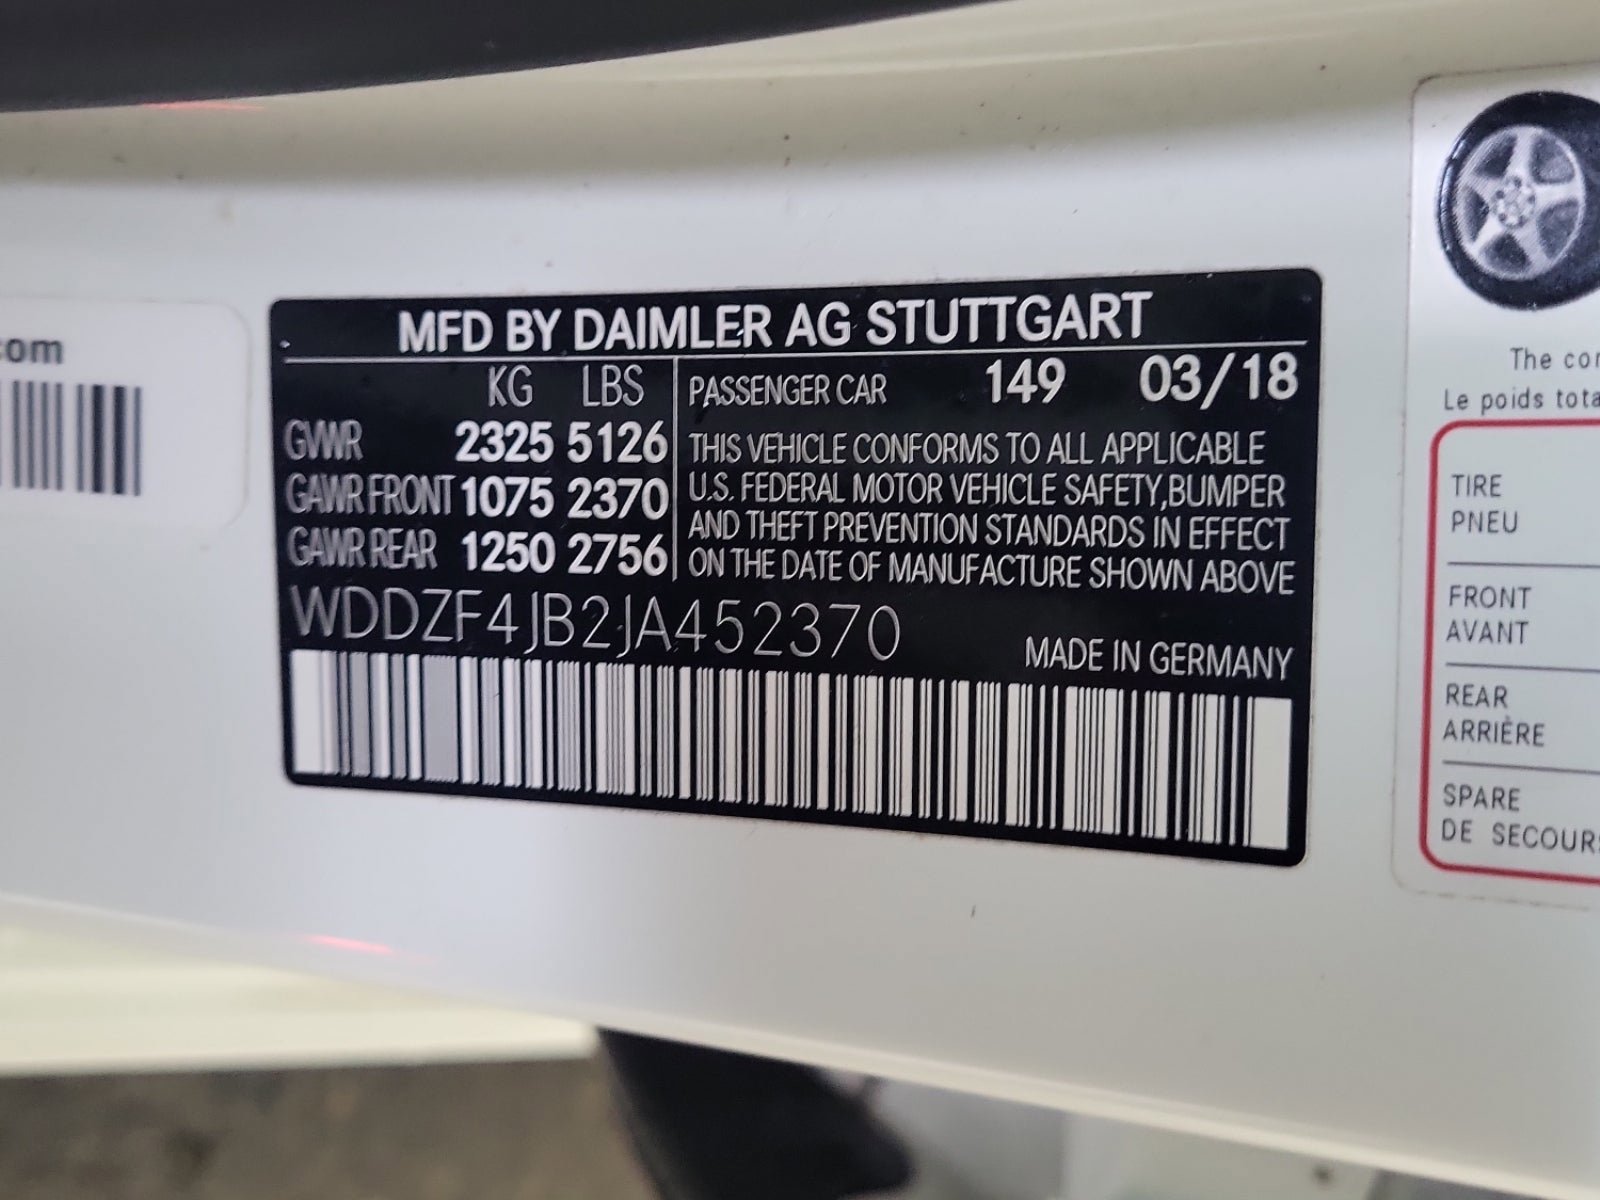 MFD BY DAIMLER AG STUTTGART
KG LBS
GVWR 2325 5126
GAWR FRONT 1075 2370
GAWR REAR 1250 2756
PASSENGER CAR 149 03/18
THIS VEHICLE CONFORMS TO ALL APPLICABLE
U.S. FEDERAL MOTOR VEHICLE SAFETY,BUMPER
AND THEFT PREVENTION STANDARDS IN EFFECT
ON THE DATE OF MANUFACTURE SHOWN ABOVE
WDDZF4JB2JA452370
MADE IN GERMANY
com
The
Le poids
TIRE
PNEU
FRONT
AVANT
REAR
ARRIÈRE
SPARE
DE